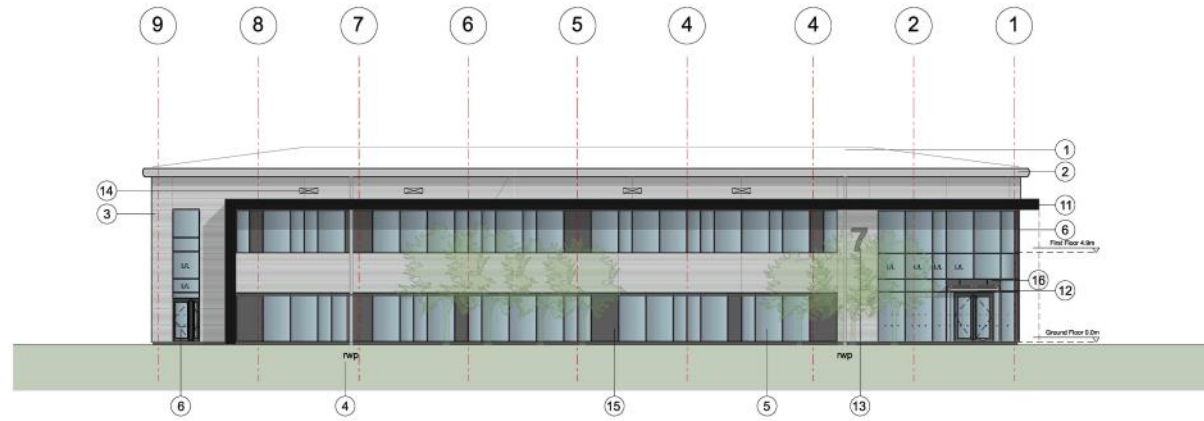 9 8 7 6 5 4 4 2 1
1
2
14
3
11
7
6
First Floor 4.9m
L/L L/L L/L L/L L/L
L/L
16
12
Ground Floor 0.0m
rwp rwp
6 4 15 5 13